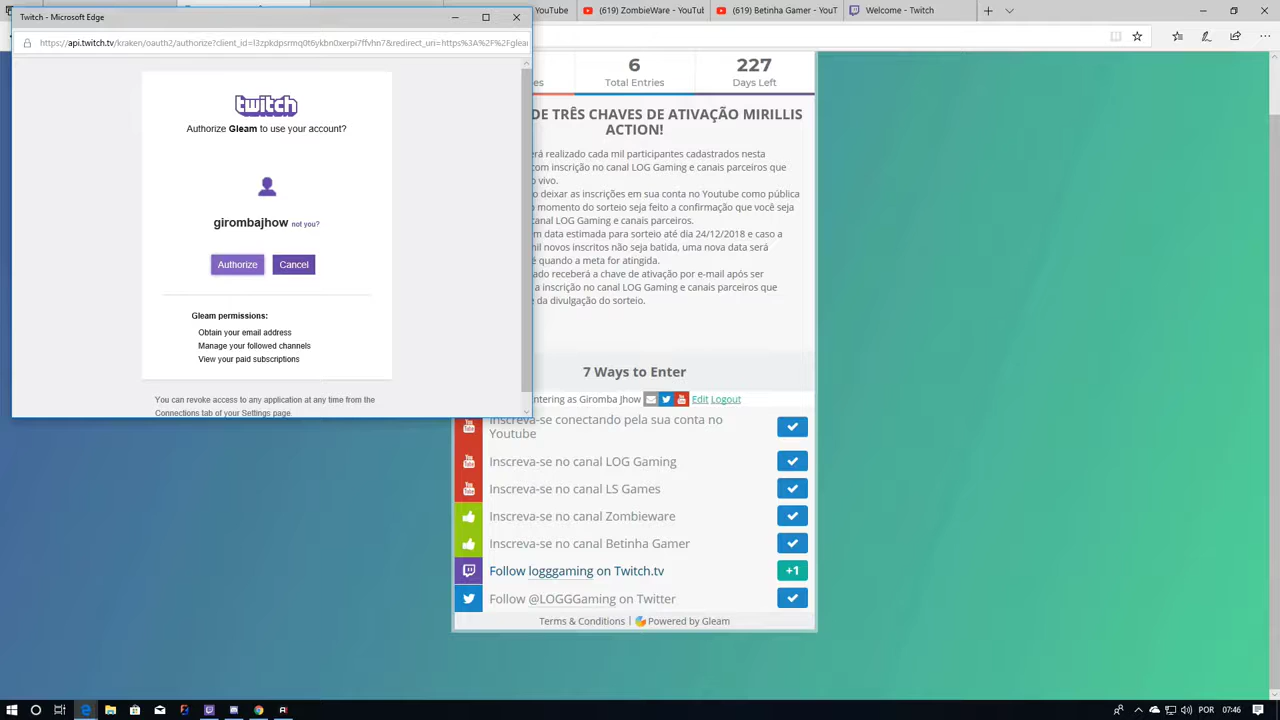 Twitch - Microsoft Edge
(619) ZombieWare - YouTu
(619) Betinha Gamer - YouT
Welcome - Twitch
https://api.twitch.tv/kraken/oauth2/authorize?client_id=l3zpkdpsrmq0t6ykbn0xerpi7ffvhn7&redirect_uri=https%3A%2F%2Fglea
twitch
Authorize Gleam to use your account?
girombajhow not you?
Authorize
Cancel
Gleam permissions:
Obtain your email address
Manage your followed channels
View your paid subscriptions
You can revoke access to any application at any time from the
Connections tab of your Settings page.
6
227
Total Entries
Days Left
DE TRÊS CHAVES DE ATIVAÇÃO MIRILLIS
ACTION!
erá realizado cada mil participantes cadastrados nesta
com inscrição no canal LOG Gaming e canais parceiros que
o vivo.
o deixar as inscrições em sua conta no Youtube como pública
momento do sorteio seja feito a confirmação que você seja
canal LOG Gaming e canais parceiros.
m data estimada para sorteio até dia 24/12/2018 e caso a
mil novos inscritos não seja batida, uma nova data será
é quando a meta for atingida.
ado receberá a chave de ativação por e-mail após ser
a inscrição no canal LOG Gaming e canais parceiros que
e da divulgação do sorteio.
7 Ways to Enter
ntering as Giromba Jhow Edit Logout
Inscreva-se conectando pela sua conta no
Youtube
Inscreva-se no canal LOG Gaming
Inscreva-se no canal LS Games
Inscreva-se no canal Zombieware
Inscreva-se no canal Betinha Gamer
Follow logggaming on Twitch.tv
+1
Follow @LOGGGaming on Twitter
Terms & Conditions | Powered by Gleam
POR 07:46